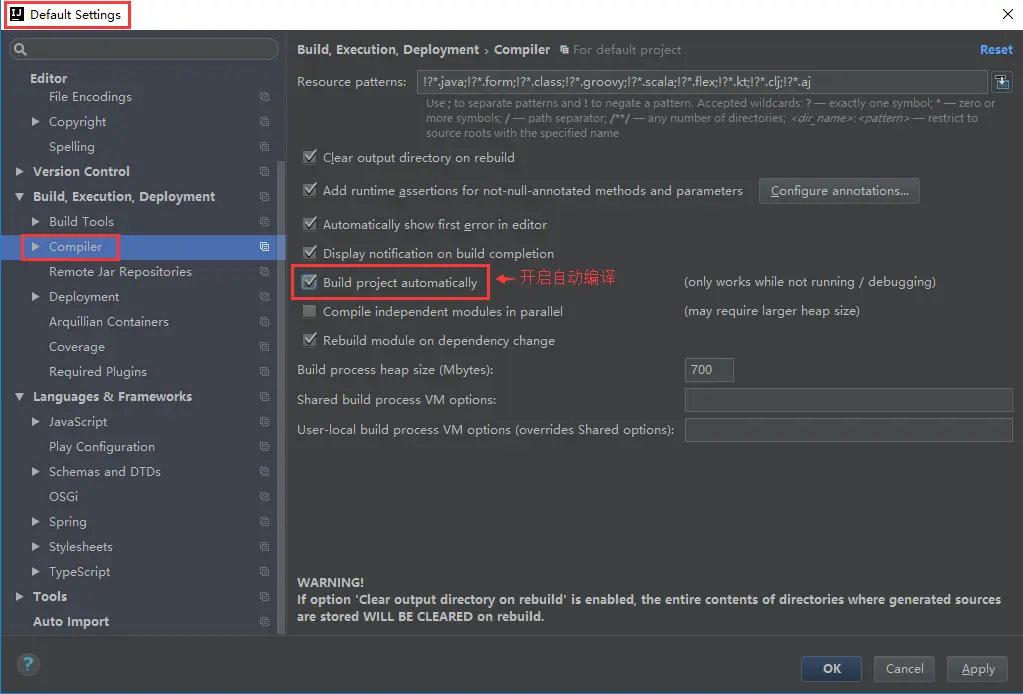 Default Settings
Editor
File Encodings
Copyright
Spelling
Version Control
Build, Execution, Deployment
Build Tools
Compiler
Remote Jar Repositories
Deployment
Arquillian Containers
Coverage
Required Plugins
Languages & Frameworks
JavaScript
Play Configuration
Schemas and DTDs
OSGi
Spring
Stylesheets
TypeScript
Tools
Auto Import
Build, Execution, Deployment › Compiler For default project Reset
Resource patterns: !?*.java;!?*.form;!?*.class;!?*.groovy;!?*.scala;!?*.flex;!?*.kt;!?*.clj;!?*.aj
Use ; to separate patterns and ! to negate a pattern. Accepted wildcards: ? — exactly one symbol; * — zero or
more symbols; / — path separator; /**/ — any number of directories; <dir_name>:<pattern> — restrict to
source roots with the specified name
Clear output directory on rebuild
Add runtime assertions for not-null-annotated methods and parameters Configure annotations...
Automatically show first error in editor
Display notification on build completion
Build project automatically 开启自动编译 (only works while not running / debugging)
Compile independent modules in parallel (may require larger heap size)
Rebuild module on dependency change
Build process heap size (Mbytes): 700
Shared build process VM options:
User-local build process VM options (overrides Shared options):
WARNING!
If option 'Clear output directory on rebuild' is enabled, the entire contents of directories where generated sources
are stored WILL BE CLEARED on rebuild.
? OK Cancel Apply